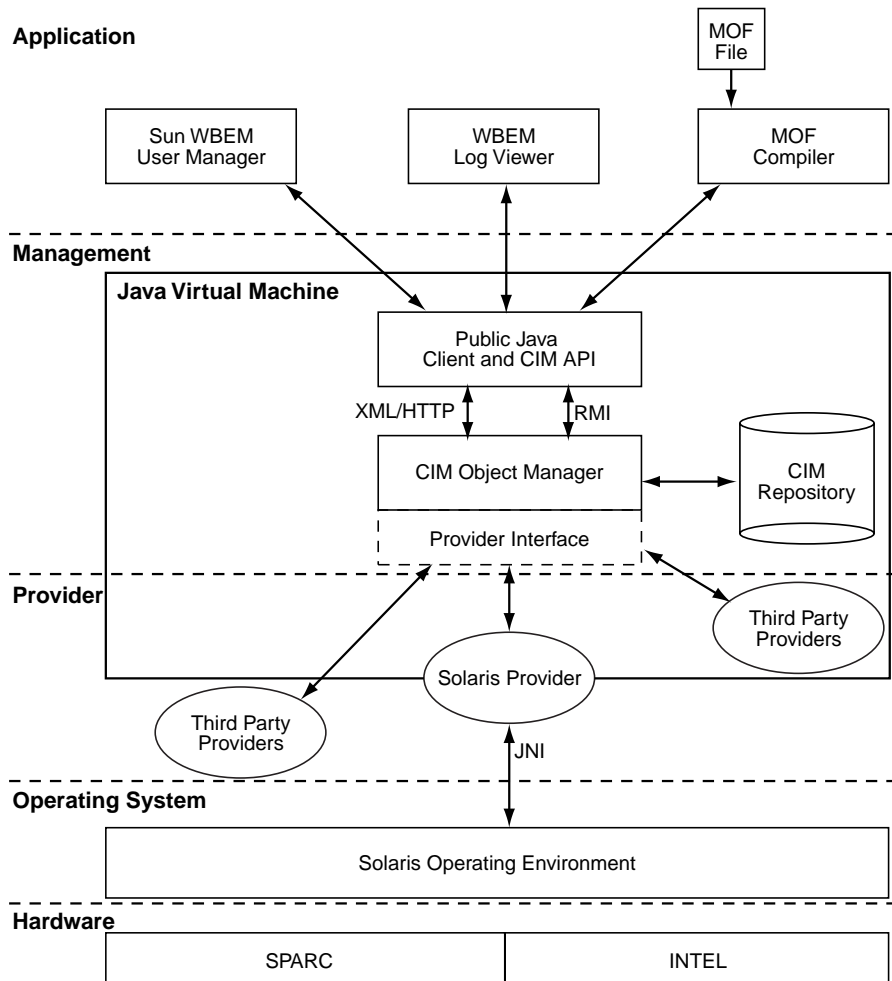 Application
MOF
File
Sun WBEM
User Manager
WBEM
Log Viewer
MOF
Compiler
Management
Java Virtual Machine
Public Java
Client and CIM API
XML/HTTP
RMI
CIM Object Manager
CIM
Repository
Provider Interface
Provider
Third Party
Providers
Solaris Provider
Third Party
Providers
JNI
Operating System
Solaris Operating Environment
Hardware
SPARC
INTEL